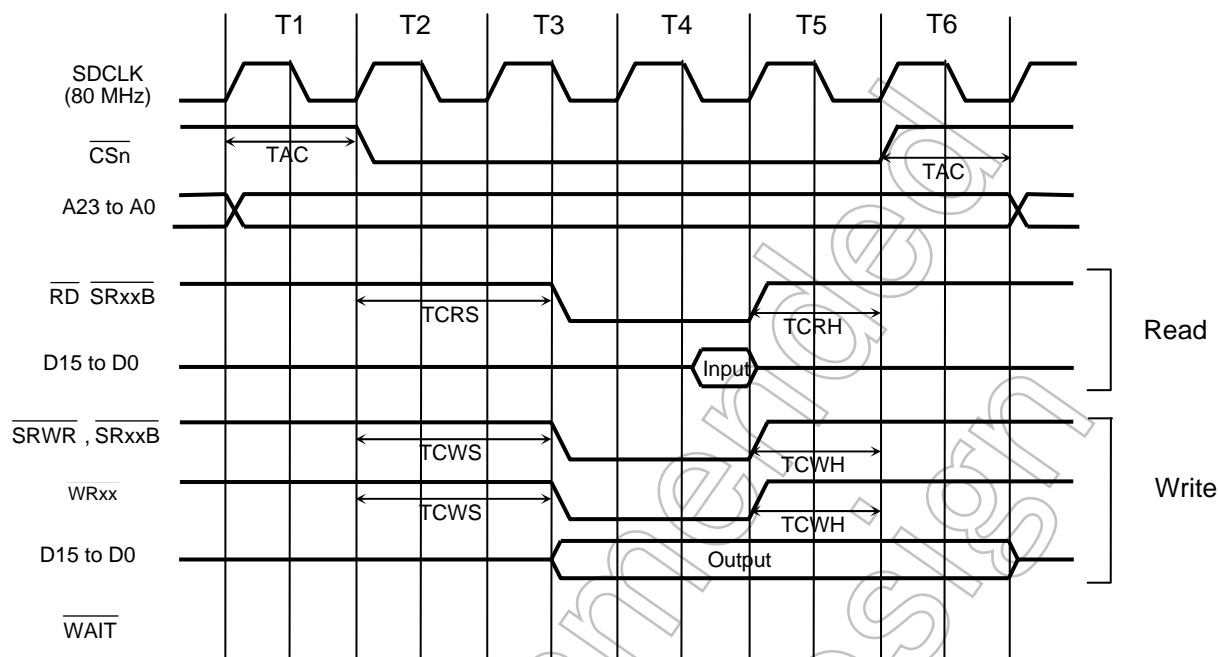 T1 T2 T3 T4 T5 T6
SDCLK
(80 MHz)
CSn
TAC TAC
A23 to A0
RD SRxxB
TCRS TCRH
Read
D15 to D0
Input
SRWR , SRxxB
TCWS TCWH
WRxx
Write
TCWS TCWH
D15 to D0
Output
WAIT